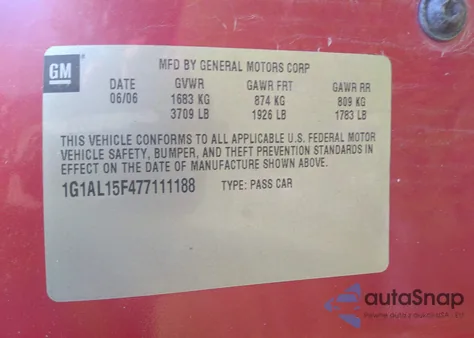 GM
MFD BY GENERAL MOTORS CORP
DATE GVWR GAWR FRT GAWR RR
06/06 1683 KG 874 KG 809 KG
3709 LB 1926 LB 1783 LB
THIS VEHICLE CONFORMS TO ALL APPLICABLE U.S. FEDERAL MOTOR
VEHICLE SAFETY, BUMPER, AND THEFT PREVENTION STANDARDS IN
EFFECT ON THE DATE OF MANUFACTURE SHOWN ABOVE.
1G1AL15F477111188 TYPE: PASS CAR
autaSnap